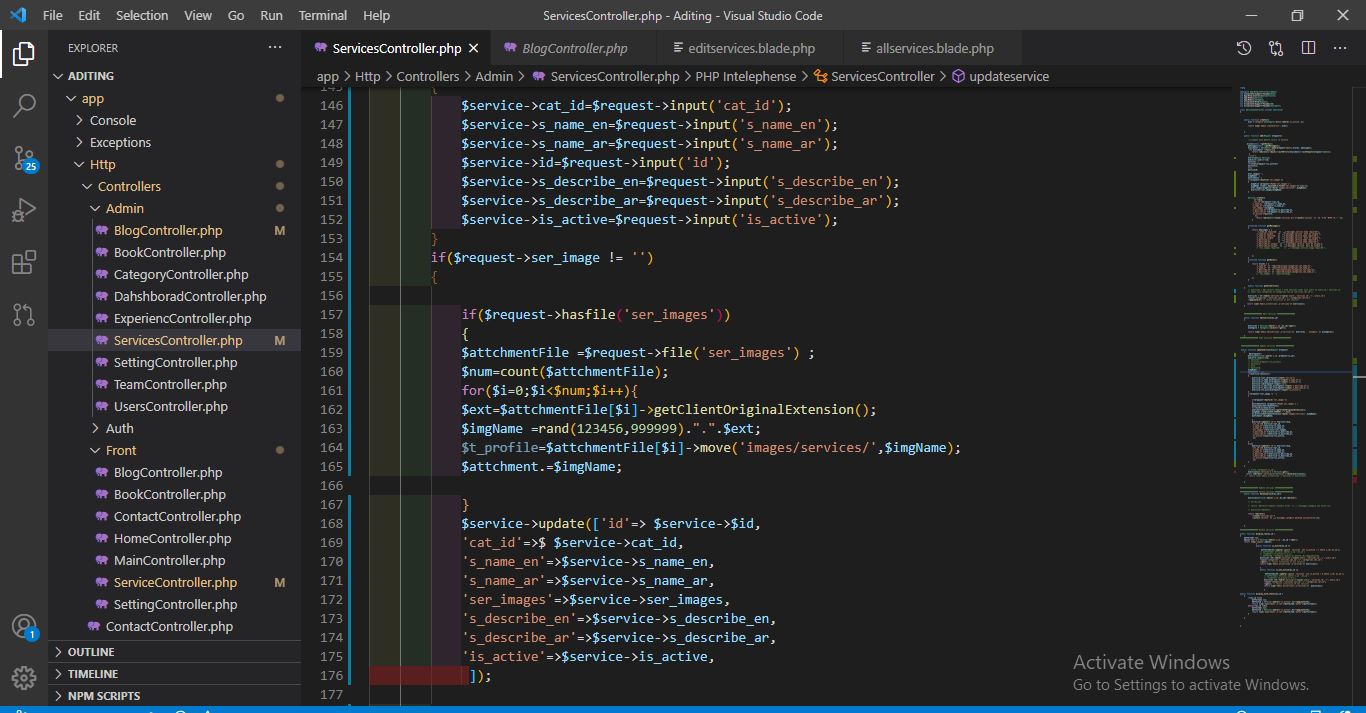 File Edit Selection View Go Run Terminal Help
ServicesController.php - Aditing - Visual Studio Code
EXPLORER
ADITING
app
Console
Exceptions
Http
Controllers
Admin
BlogController.php M
BookController.php
CategoryController.php
DahshboradController.php
ExperiencController.php
ServicesController.php M
SettingController.php
TeamController.php
UsersController.php
Auth
Front
BlogController.php
BookController.php
ContactController.php
HomeController.php
MainController.php
ServiceController.php M
SettingController.php
ContactController.php
OUTLINE
TIMELINE
NPM SCRIPTS
25
1
ServicesController.php
BlogController.php
editservices.blade.php
allservices.blade.php
app > Http > Controllers > Admin > ServicesController.php > PHP Intelephense > ServicesController > updateservice
145 {
146 $service->cat_id=$request->input('cat_id');
147 $service->s_name_en=$request->input('s_name_en');
148 $service->s_name_ar=$request->input('s_name_ar');
149 $service->id=$request->input('id');
150 $service->s_describe_en=$request->input('s_describe_en');
151 $service->s_describe_ar=$request->input('s_describe_ar');
152 $service->is_active=$request->input('is_active');
153 }
154 if($request->ser_image != '')
155 {
156
157 if($request->hasfile('ser_images'))
158 {
159 $attchmentFile =$request->file('ser_images') ;
160 $num=count($attchmentFile);
161 for($i=0;$i<$num;$i++){
162 $ext=$attchmentFile[$i]->getClientOriginalExtension();
163 $imgName =rand(123456,999999).".".$ext;
164 $t_profile=$attchmentFile[$i]->move('images/services/',$imgName);
165 $attchment.=$imgName;
166
167 }
168 $service->update(['id'=> $service->$id,
169 'cat_id'=>$ $service->cat_id,
170 's_name_en'=>$service->s_name_en,
171 's_name_ar'=>$service->s_name_ar,
172 'ser_images'=>$service->ser_images,
173 's_describe_en'=>$service->s_describe_en,
174 's_describe_ar'=>$service->s_describe_ar,
175 'is_active'=>$service->is_active,
176 ]);
177
Activate Windows
Go to Settings to activate Windows.